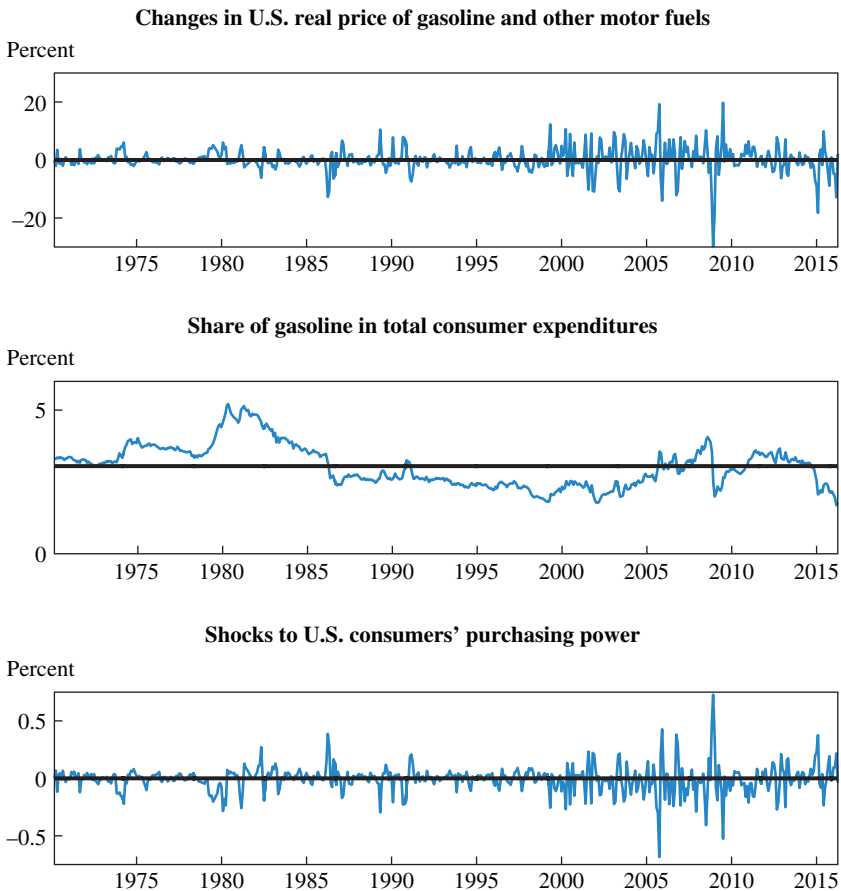 Changes in U.S. real price of gasoline and other motor fuels
Percent
20
0
–20
1975 1980 1985 1990 1995 2000 2005 2010 2015
Share of gasoline in total consumer expenditures
Percent
5
0
1975 1980 1985 1990 1995 2000 2005 2010 2015
Shocks to U.S. consumers’ purchasing power
Percent
0.5
0
–0.5
1975 1980 1985 1990 1995 2000 2005 2010 2015